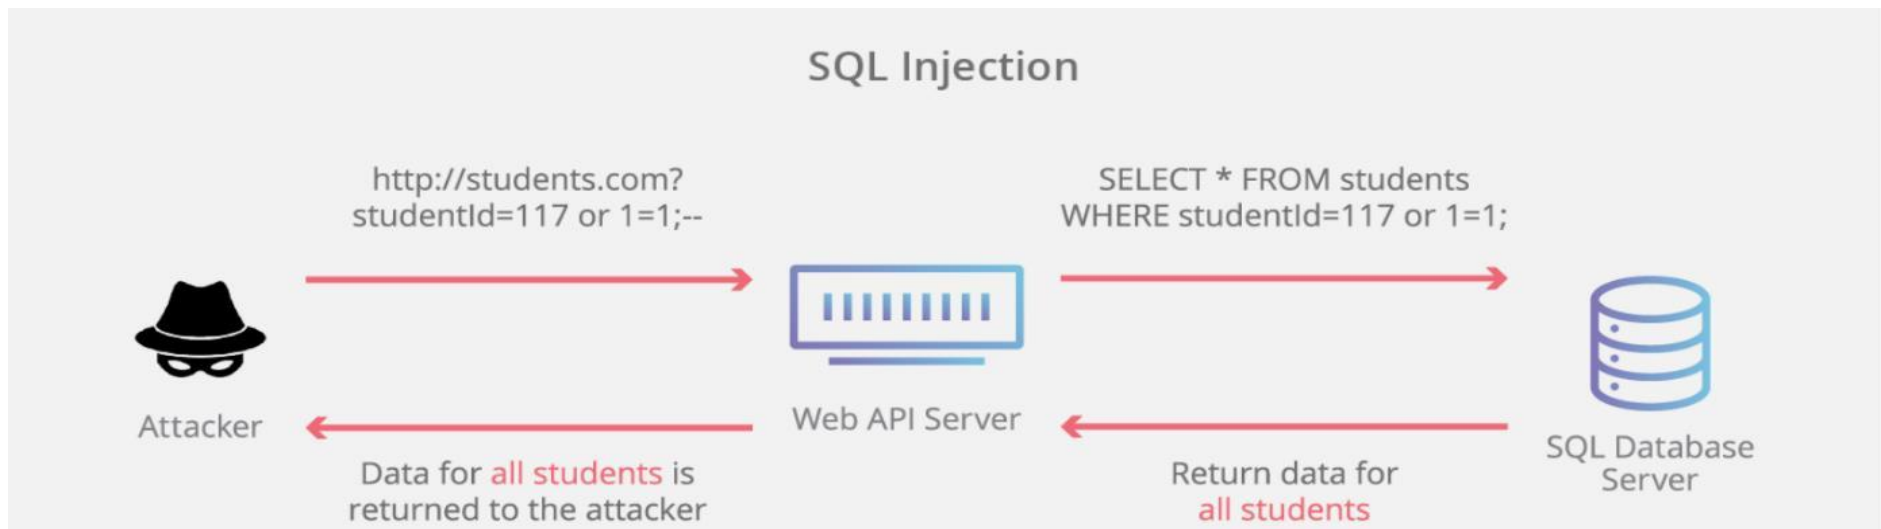 SQL Injection
http://students.com?
studentId=117 or 1=1;--
SELECT * FROM students
WHERE studentId=117 or 1=1;
Attacker
Web API Server
SQL Database
Server
Data for all students is
returned to the attacker
Return data for
all students